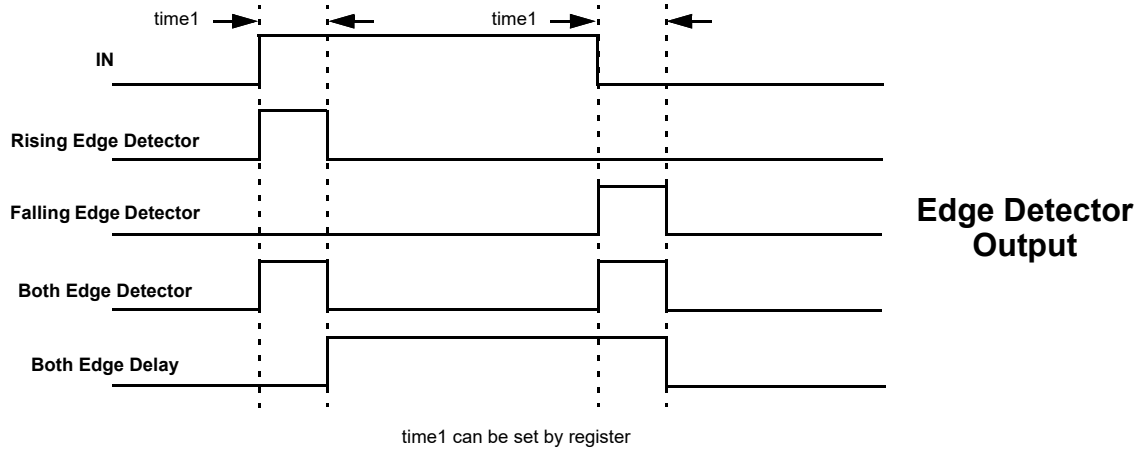 time1
time1
IN
Rising Edge Detector
Falling Edge Detector
Both Edge Detector
Both Edge Delay
Edge Detector
Output
time1 can be set by register